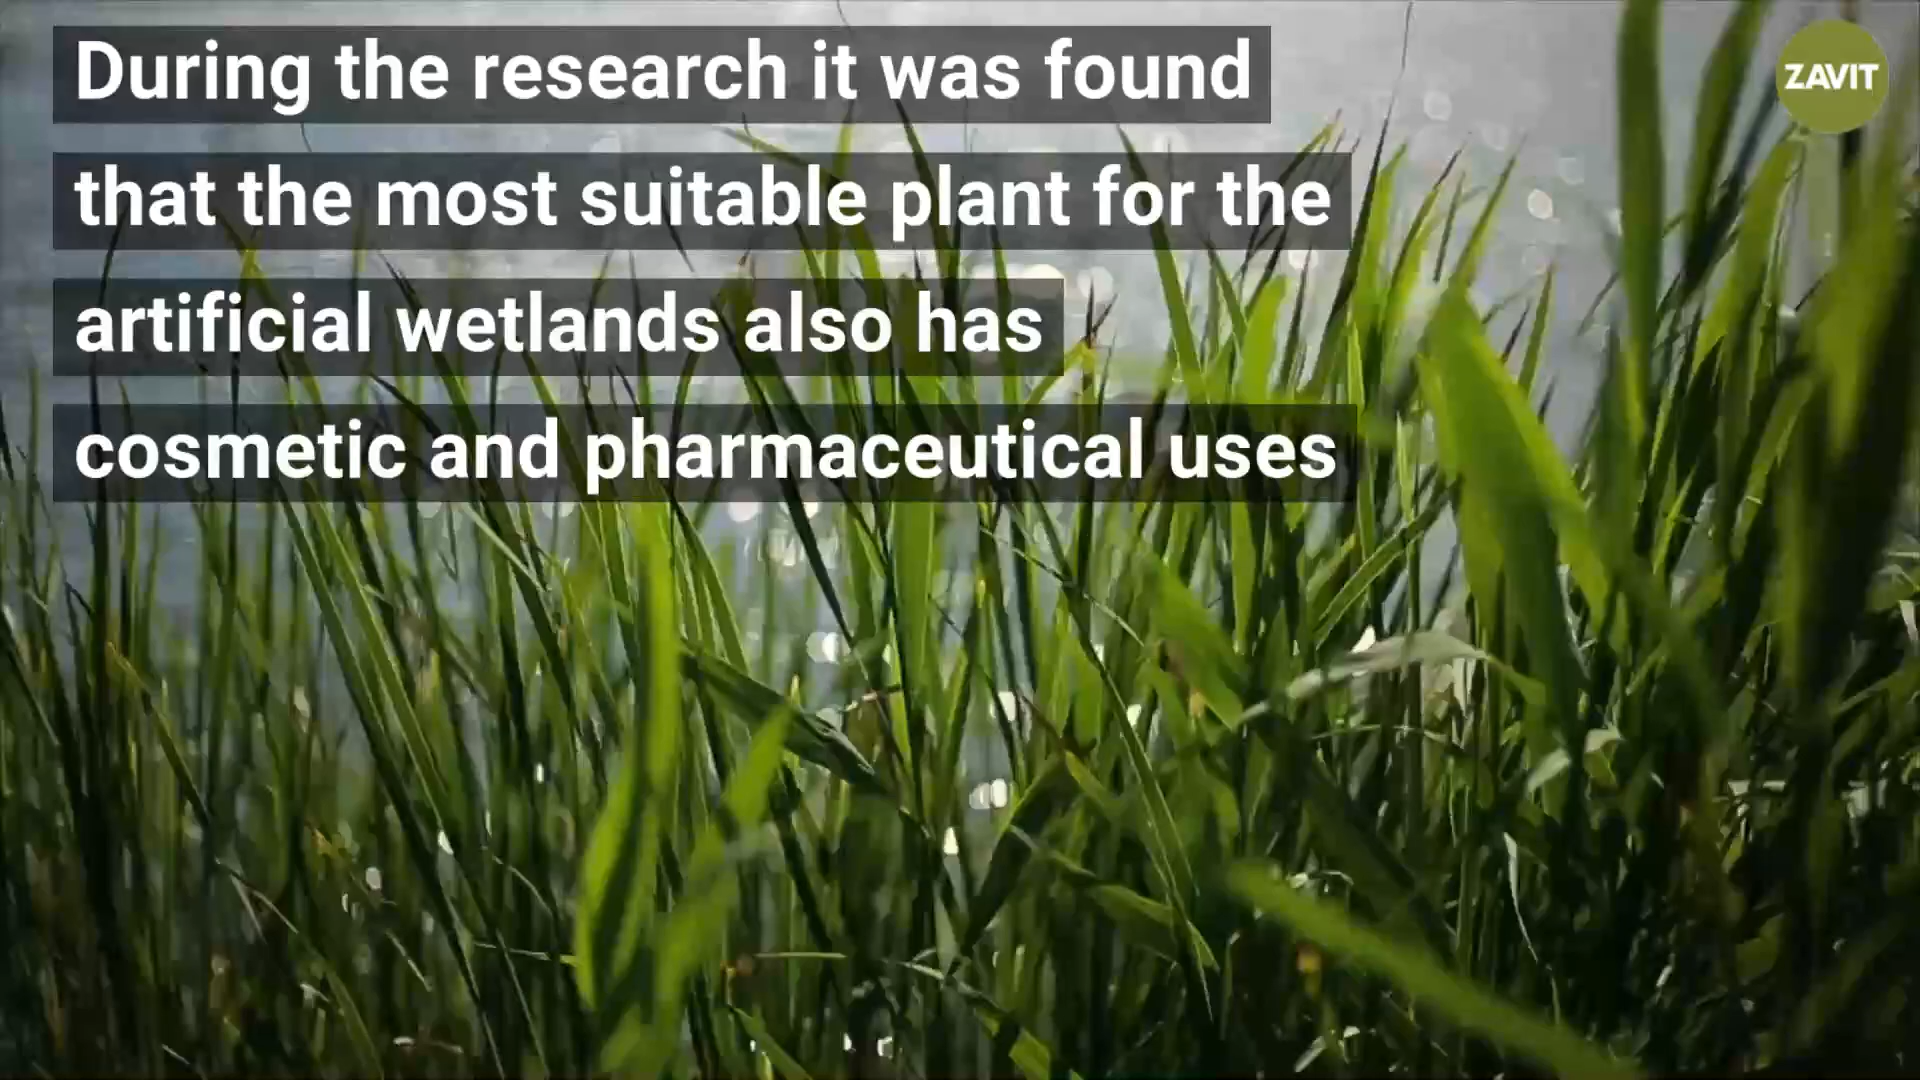 During the research it was found
that the most suitable plant for the
artificial wetlands also has
cosmetic and pharmaceutical uses
ZAVIT